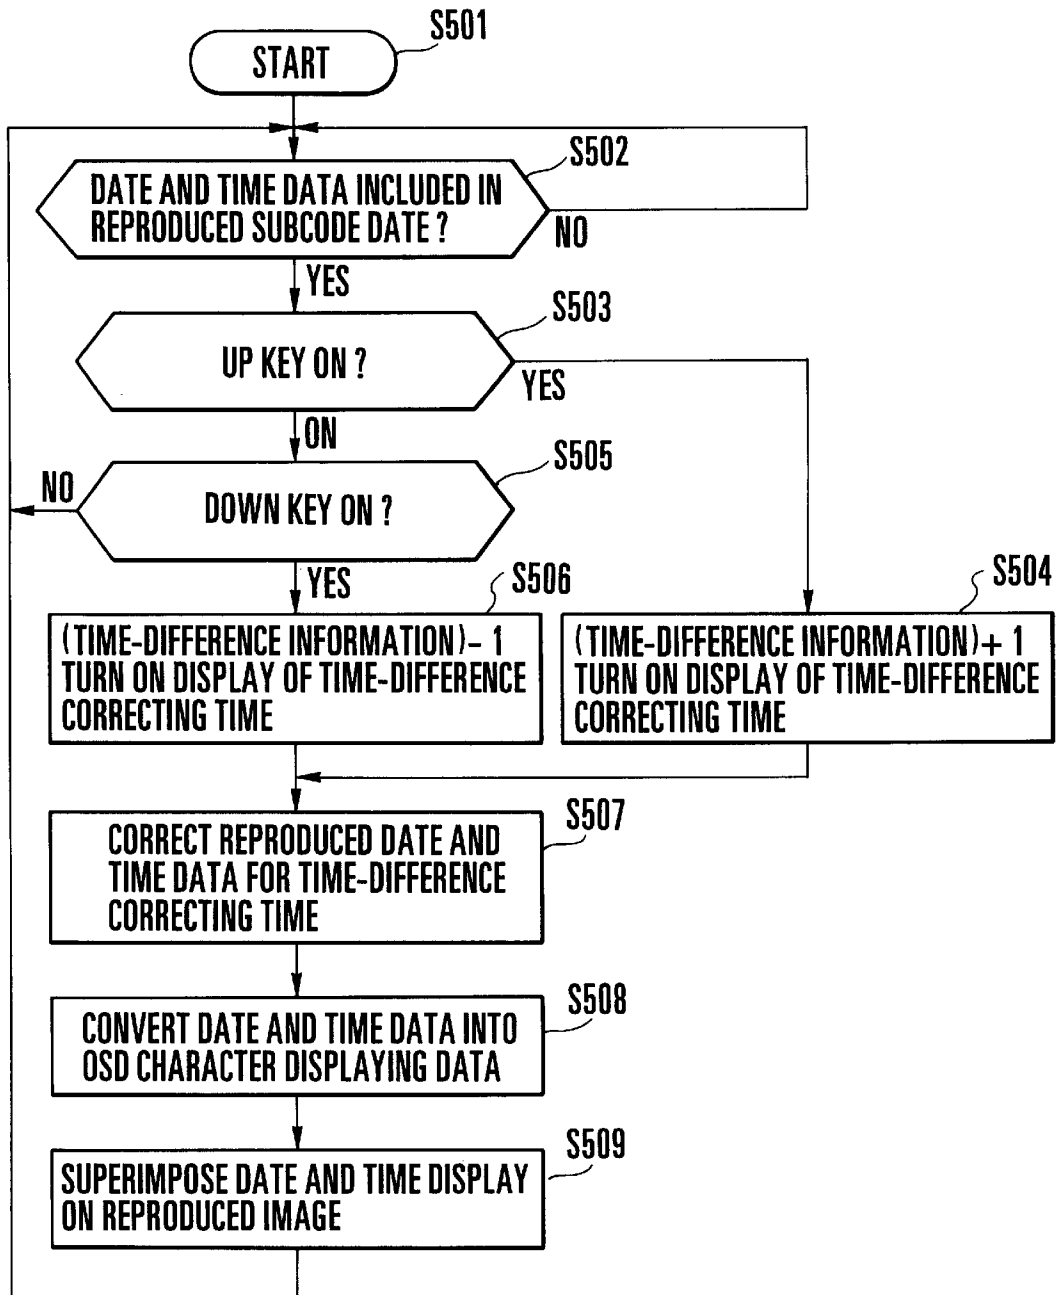 S501
START
S502
DATE AND TIME DATA INCLUDED IN
REPRODUCED SUBCODE DATE ?
NO
YES
S503
UP KEY ON ?
YES
ON
S505
NO
DOWN KEY ON ?
YES
S506
S504
(TIME-DIFFERENCE INFORMATION)- 1
TURN ON DISPLAY OF TIME-DIFFERENCE
CORRECTING TIME
(TIME-DIFFERENCE INFORMATION)+ 1
TURN ON DISPLAY OF TIME-DIFFERENCE
CORRECTING TIME
S507
CORRECT REPRODUCED DATE AND
TIME DATA FOR TIME-DIFFERENCE
CORRECTING TIME
S508
CONVERT DATE AND TIME DATA INTO
OSD CHARACTER DISPLAYING DATA
S509
SUPERIMPOSE DATE AND TIME DISPLAY
ON REPRODUCED IMAGE